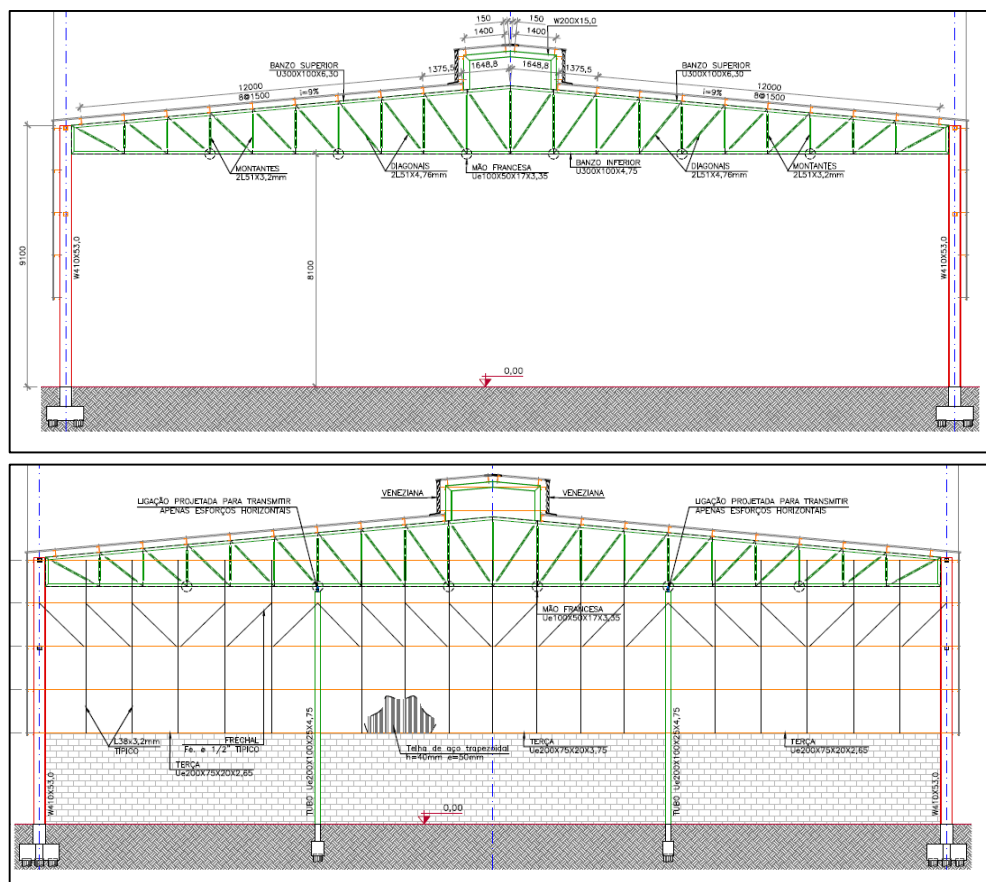 150
150
W200X15,0
1400
1400
BANZO SUPERIOR
U300X100X6,30
1375,5
1648,8
1648,8
1375,5
BANZO SUPERIOR
U300X100X6,30
12000
8@1500
i=9%
i=9%
12000
8@1500
MONTANTES
2L51X3,2mm
DIAGONAIS
2L51X4,76mm
MÃO FRANCESA
Ue100X50X17X3,35
BANZO INFERIOR
U300X100X4,75
DIAGONAIS
2L51X4,76mm
MONTANTES
2L51X3,2mm
9100
W410X53,0
8100
W410X53,0
0,00
LIGAÇÃO PROJETADA PARA TRANSMITIR
APENAS ESFORÇOS HORIZONTAIS
VENEZIANA
VENEZIANA
LIGAÇÃO PROJETADA PARA TRANSMITIR
APENAS ESFORÇOS HORIZONTAIS
MÃO FRANCESA
Ue100X50X17X3,35
L38x3,2mm
TÍPICO
FRECHAL
Fe. ø 1/2" TÍPICO
TERÇA
Ue200X75X20X2,65
Telha de aço trapezoidal
h=40mm e=50mm
TERÇA
Ue200X75X20X3,75
TERÇA
Ue200X75X20X2,65
W410X53,0
TUBO Ue200X100X25X4,75
TUBO Ue200X100X25X4,75
W410X53,0
0,00